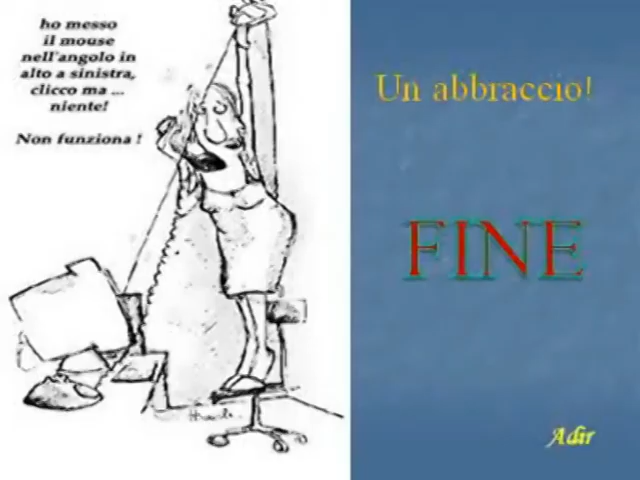 ho messo
il mouse
nell'angolo in
alto a sinistra,
clicco ma ...
niente!
Non funziona !
Un abbraccio!
FINE
Adir